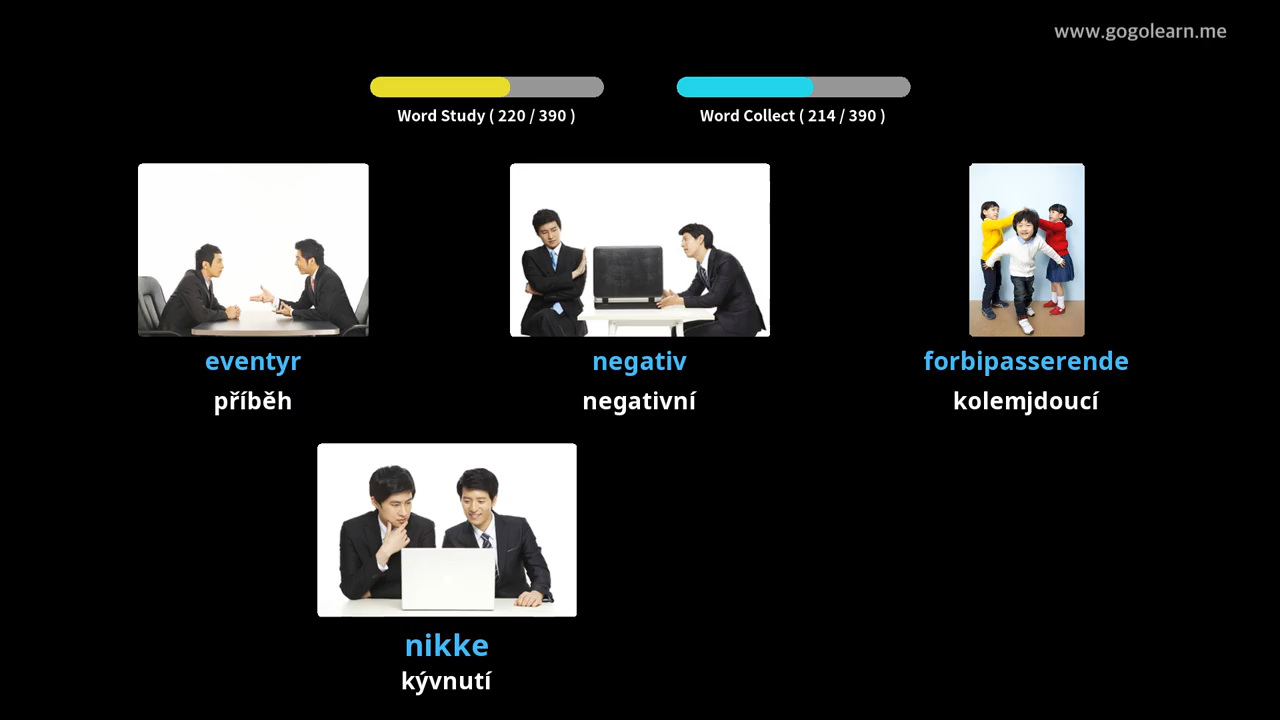 www.gogolearn.me
Word Study ( 220 / 390 )
Word Collect ( 214 / 390 )
eventyr
příběh
negativ
negativní
forbipasserende
kolemjdoucí
nikke
kývnutí